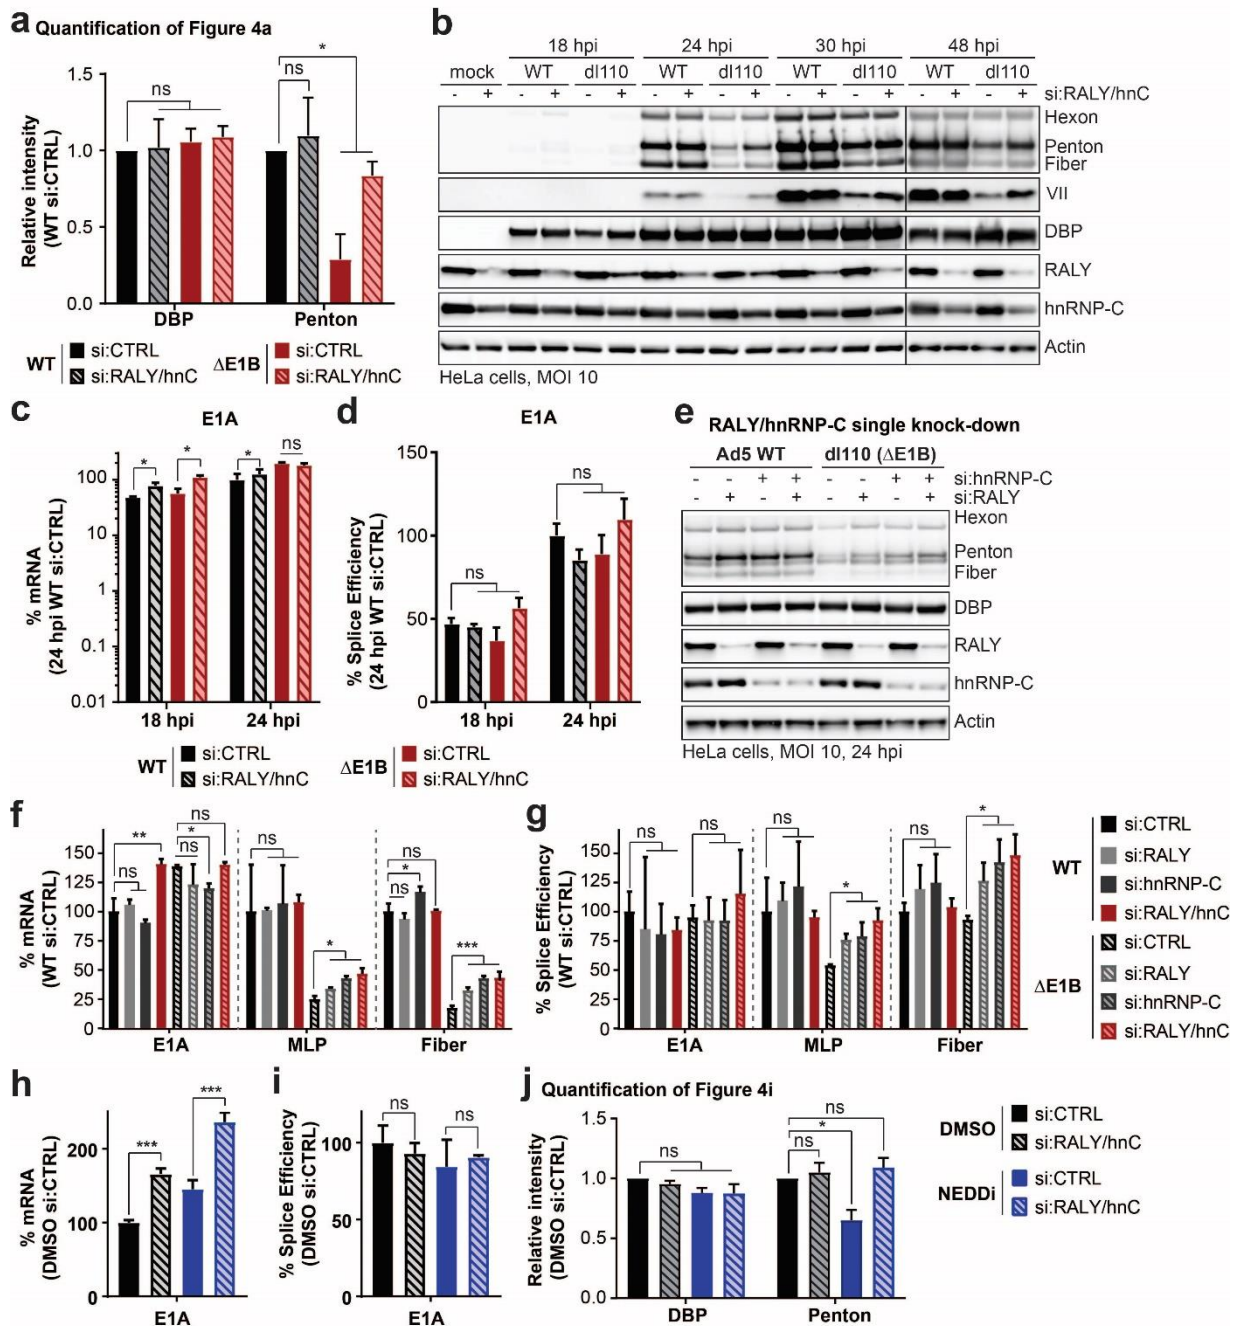 a Quantification of Figure 4a
Relative intensity
(WT si:CTRL)
1.5
1.0
0.5
0.0
ns
ns
*
DBP
Penton
WT
si:CTRL
si:RALY/hnC
ΔE1B
si:CTRL
si:RALY/hnC
b
18 hpi 24 hpi 30 hpi 48 hpi
mock WT dl110 WT dl110 WT dl110 WT dl110
- + - + - + - + - + - + - + - + - + si:RALY/hnC
Hexon
Penton
Fiber
VII
DBP
RALY
hnRNP-C
Actin
HeLa cells, MOI 10
c
E1A
% mRNA
(24 hpi WT si:CTRL)
100
10
1
0.1
0.01
* * * ns
18 hpi 24 hpi
d
E1A
% Splice Efficiency
(24 hpi WT si:CTRL)
150
100
50
0
ns
ns
18 hpi 24 hpi
WT
si:CTRL
si:RALY/hnC
ΔE1B
si:CTRL
si:RALY/hnC
e RALY/hnRNP-C single knock-down
Ad5 WT dl110 (ΔE1B)
- - + + - - + + si:hnRNP-C
- + - + - + - + si:RALY
Hexon
Penton
Fiber
DBP
RALY
hnRNP-C
Actin
HeLa cells, MOI 10, 24 hpi
f
% mRNA
(WT si:CTRL)
150
125
100
75
50
25
0
**
ns
ns
*
ns
ns
*
ns
*
ns
***
E1A MLP Fiber
g
% Splice Efficiency
(WT si:CTRL)
150
125
100
75
50
25
0
ns
ns
ns
*
ns
*
E1A MLP Fiber
WT
si:CTRL
si:RALY
si:hnRNP-C
si:RALY/hnC
ΔE1B
si:CTRL
si:RALY
si:hnRNP-C
si:RALY/hnC
h
% mRNA
(DMSO si:CTRL)
200
100
0
***
***
E1A
i
% Splice Efficiency
(DMSO si:CTRL)
100
50
0
ns
ns
E1A
j Quantification of Figure 4i
Relative intensity
(DMSO si:CTRL)
1.5
1.0
0.5
0.0
ns
ns
*
ns
DBP
Penton
DMSO
si:CTRL
si:RALY/hnC
NEDDi
si:CTRL
si:RALY/hnC